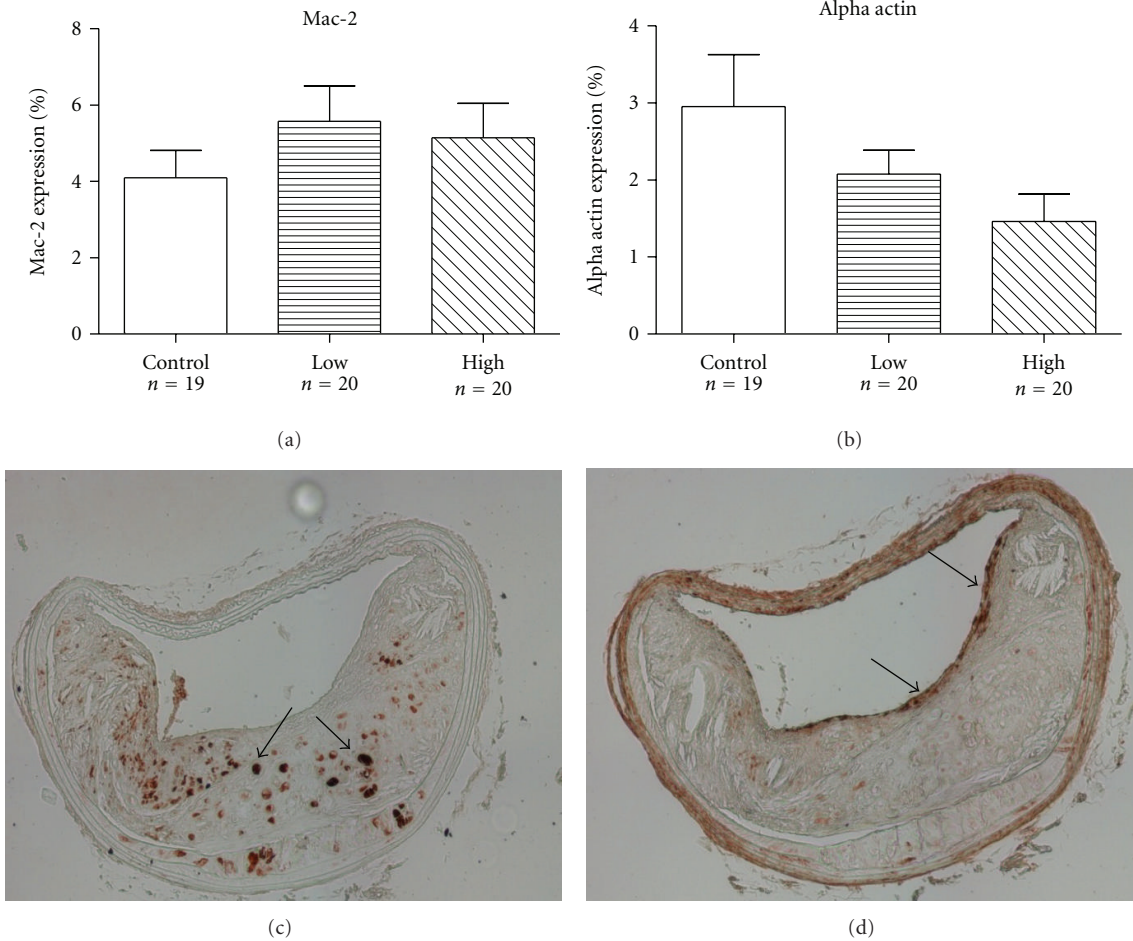 Mac-2
8
6
4
2
0
Mac-2 expression (%)
Control
n = 19
Low
n = 20
High
n = 20
(a)
Alpha actin
4
3
2
1
0
Alpha actin expression (%)
Control
n = 19
Low
n = 20
High
n = 20
(b)
(c)
(d)